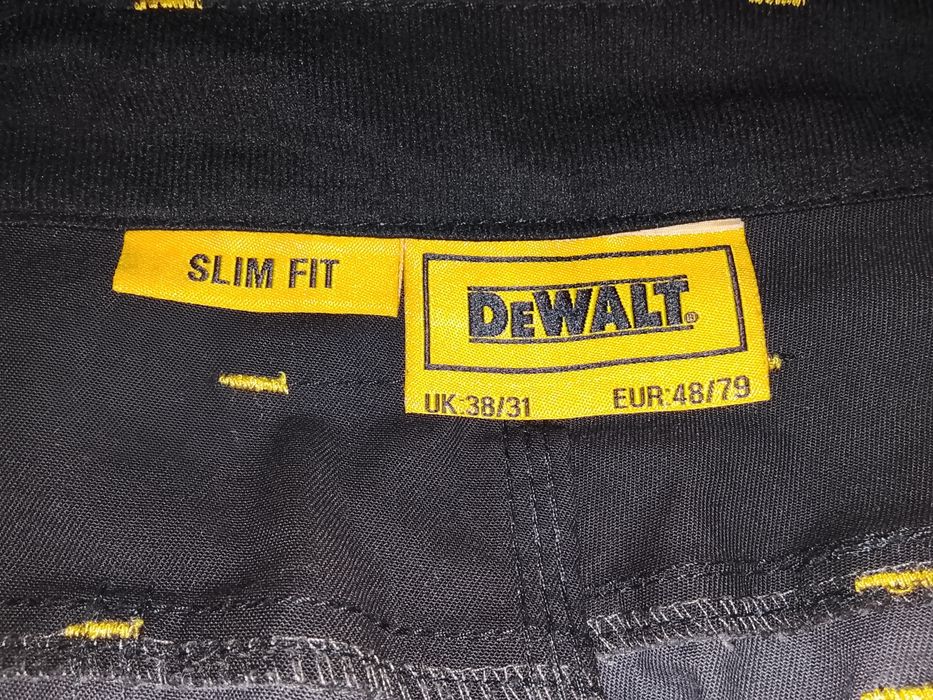 SLIM FIT
DEWALT®
UK:38/31 EUR:48/79